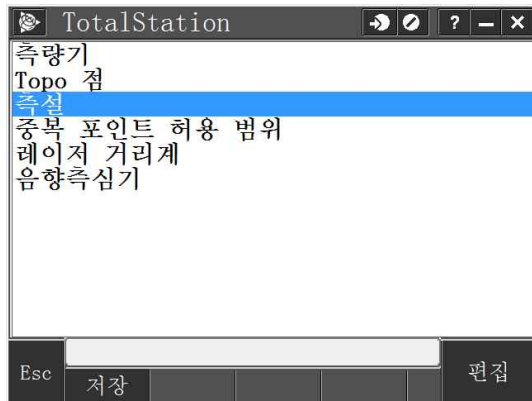 TotalStation ? – ×
측량기
Topo 점
측설
중복 포인트 허용 범위
레이저 거리계
음향측심기
Esc 저장 편집